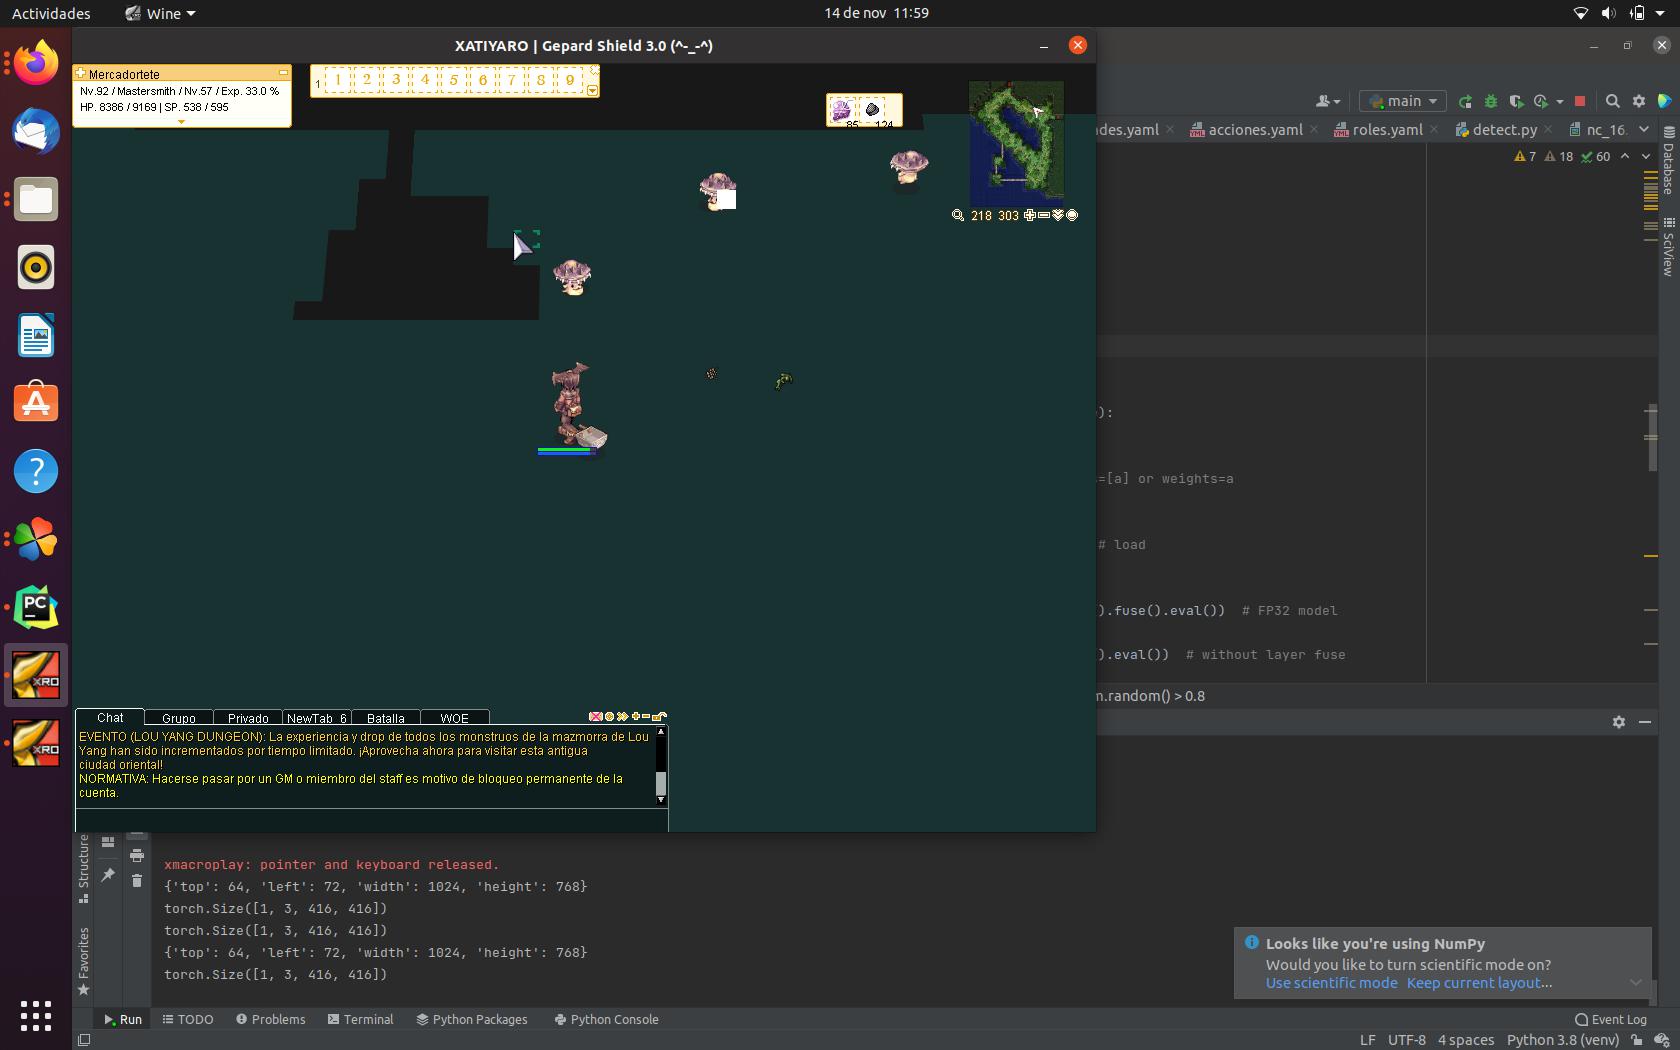 Actividades
Wine
14 de nov 11:59
XATIYARO | Gepard Shield 3.0 (^-_-^)
Mercadortete
Nv.92 / Mastersmith / Nv.57 / Exp. 33.0 %
HP. 8386 / 9169 | SP. 538 / 595
1 1 2 3 4 5 6 7 8 9
85 124
218 303
main
des.yaml
acciones.yaml
roles.yaml
detect.py
nc_16.
7 18 60
Database
SciView
):
=[a] or weights=a
# load
).fuse().eval()) # FP32 model
).eval()) # without layer fuse
m.random() > 0.8
Chat
Grupo
Privado
NewTab_6
Batalla
WOE
EVENTO (LOU YANG DUNGEON): La experiencia y drop de todos los monstruos de la mazmorra de Lou
Yang han sido incrementados por tiempo limitado. ¡Aprovecha ahora para visitar esta antigua
ciudad oriental!
NORMATIVA: Hacerse pasar por un GM o miembro del staff es motivo de bloqueo permanente de la
cuenta.
PC
XRO
XRO
Structure
Favorites
xmacroplay: pointer and keyboard released.
{'top': 64, 'left': 72, 'width': 1024, 'height': 768}
torch.Size([1, 3, 416, 416])
torch.Size([1, 3, 416, 416])
{'top': 64, 'left': 72, 'width': 1024, 'height': 768}
torch.Size([1, 3, 416, 416])
Looks like you're using NumPy
Would you like to turn scientific mode on?
Use scientific mode Keep current layout...
Run
TODO
Problems
Terminal
Python Packages
Python Console
Event Log
LF UTF-8 4 spaces Python 3.8 (venv)